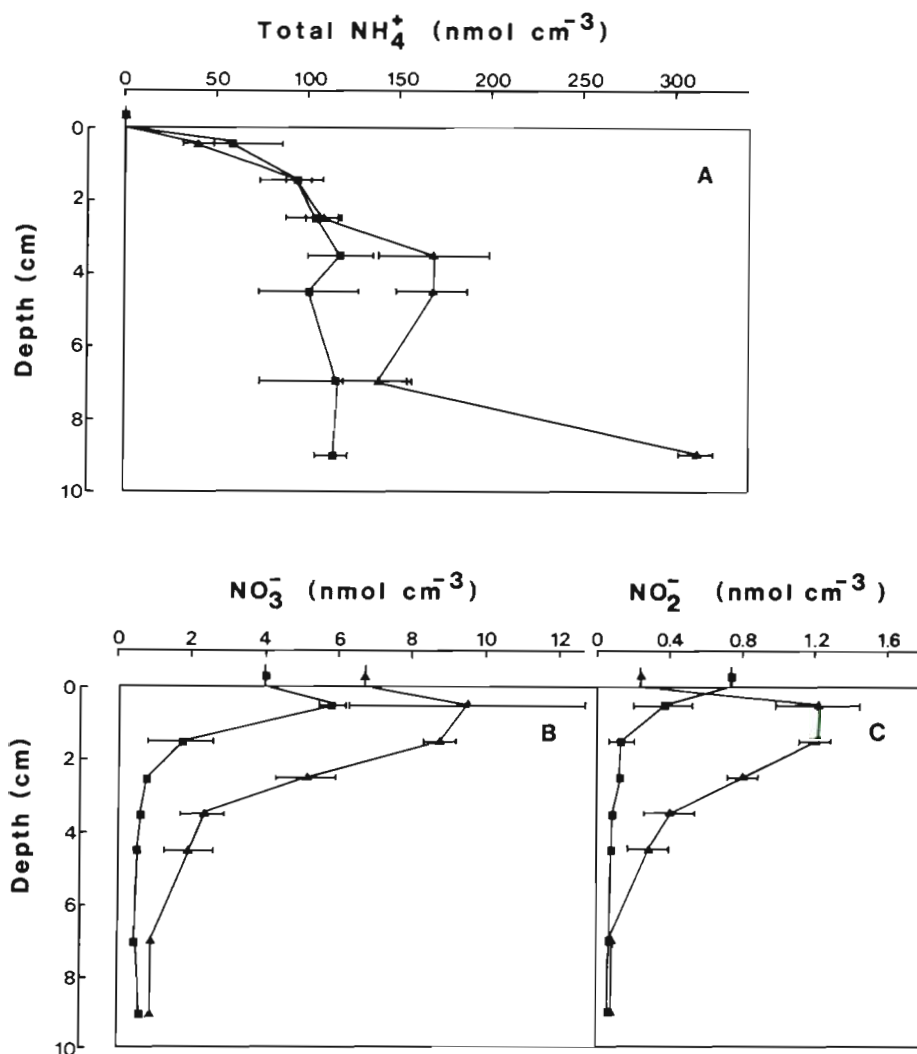 Total NH₄⁺ (nmol cm⁻³)
0 50 100 150 200 250 300
0
2
4
6
8
10
Depth (cm)
A
NO₃⁻ (nmol cm⁻³)
0 2 4 6 8 10 12
0
2
4
6
8
10
Depth (cm)
B
NO₂⁻ (nmol cm⁻³)
0 0.4 0.8 1.2 1.6
C